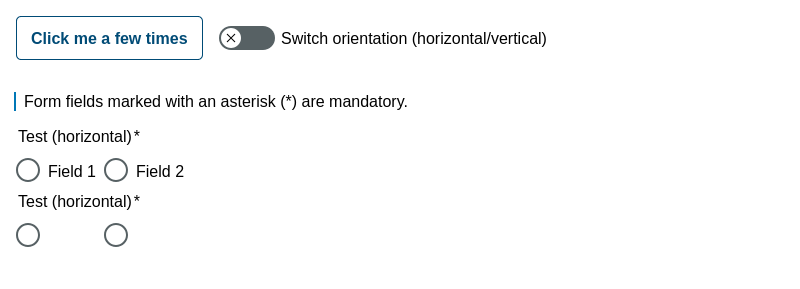 Click me a few times
Switch orientation (horizontal/vertical)
Form fields marked with an asterisk (*) are mandatory.
Test (horizontal)*
Field 1 Field 2
Test (horizontal)*